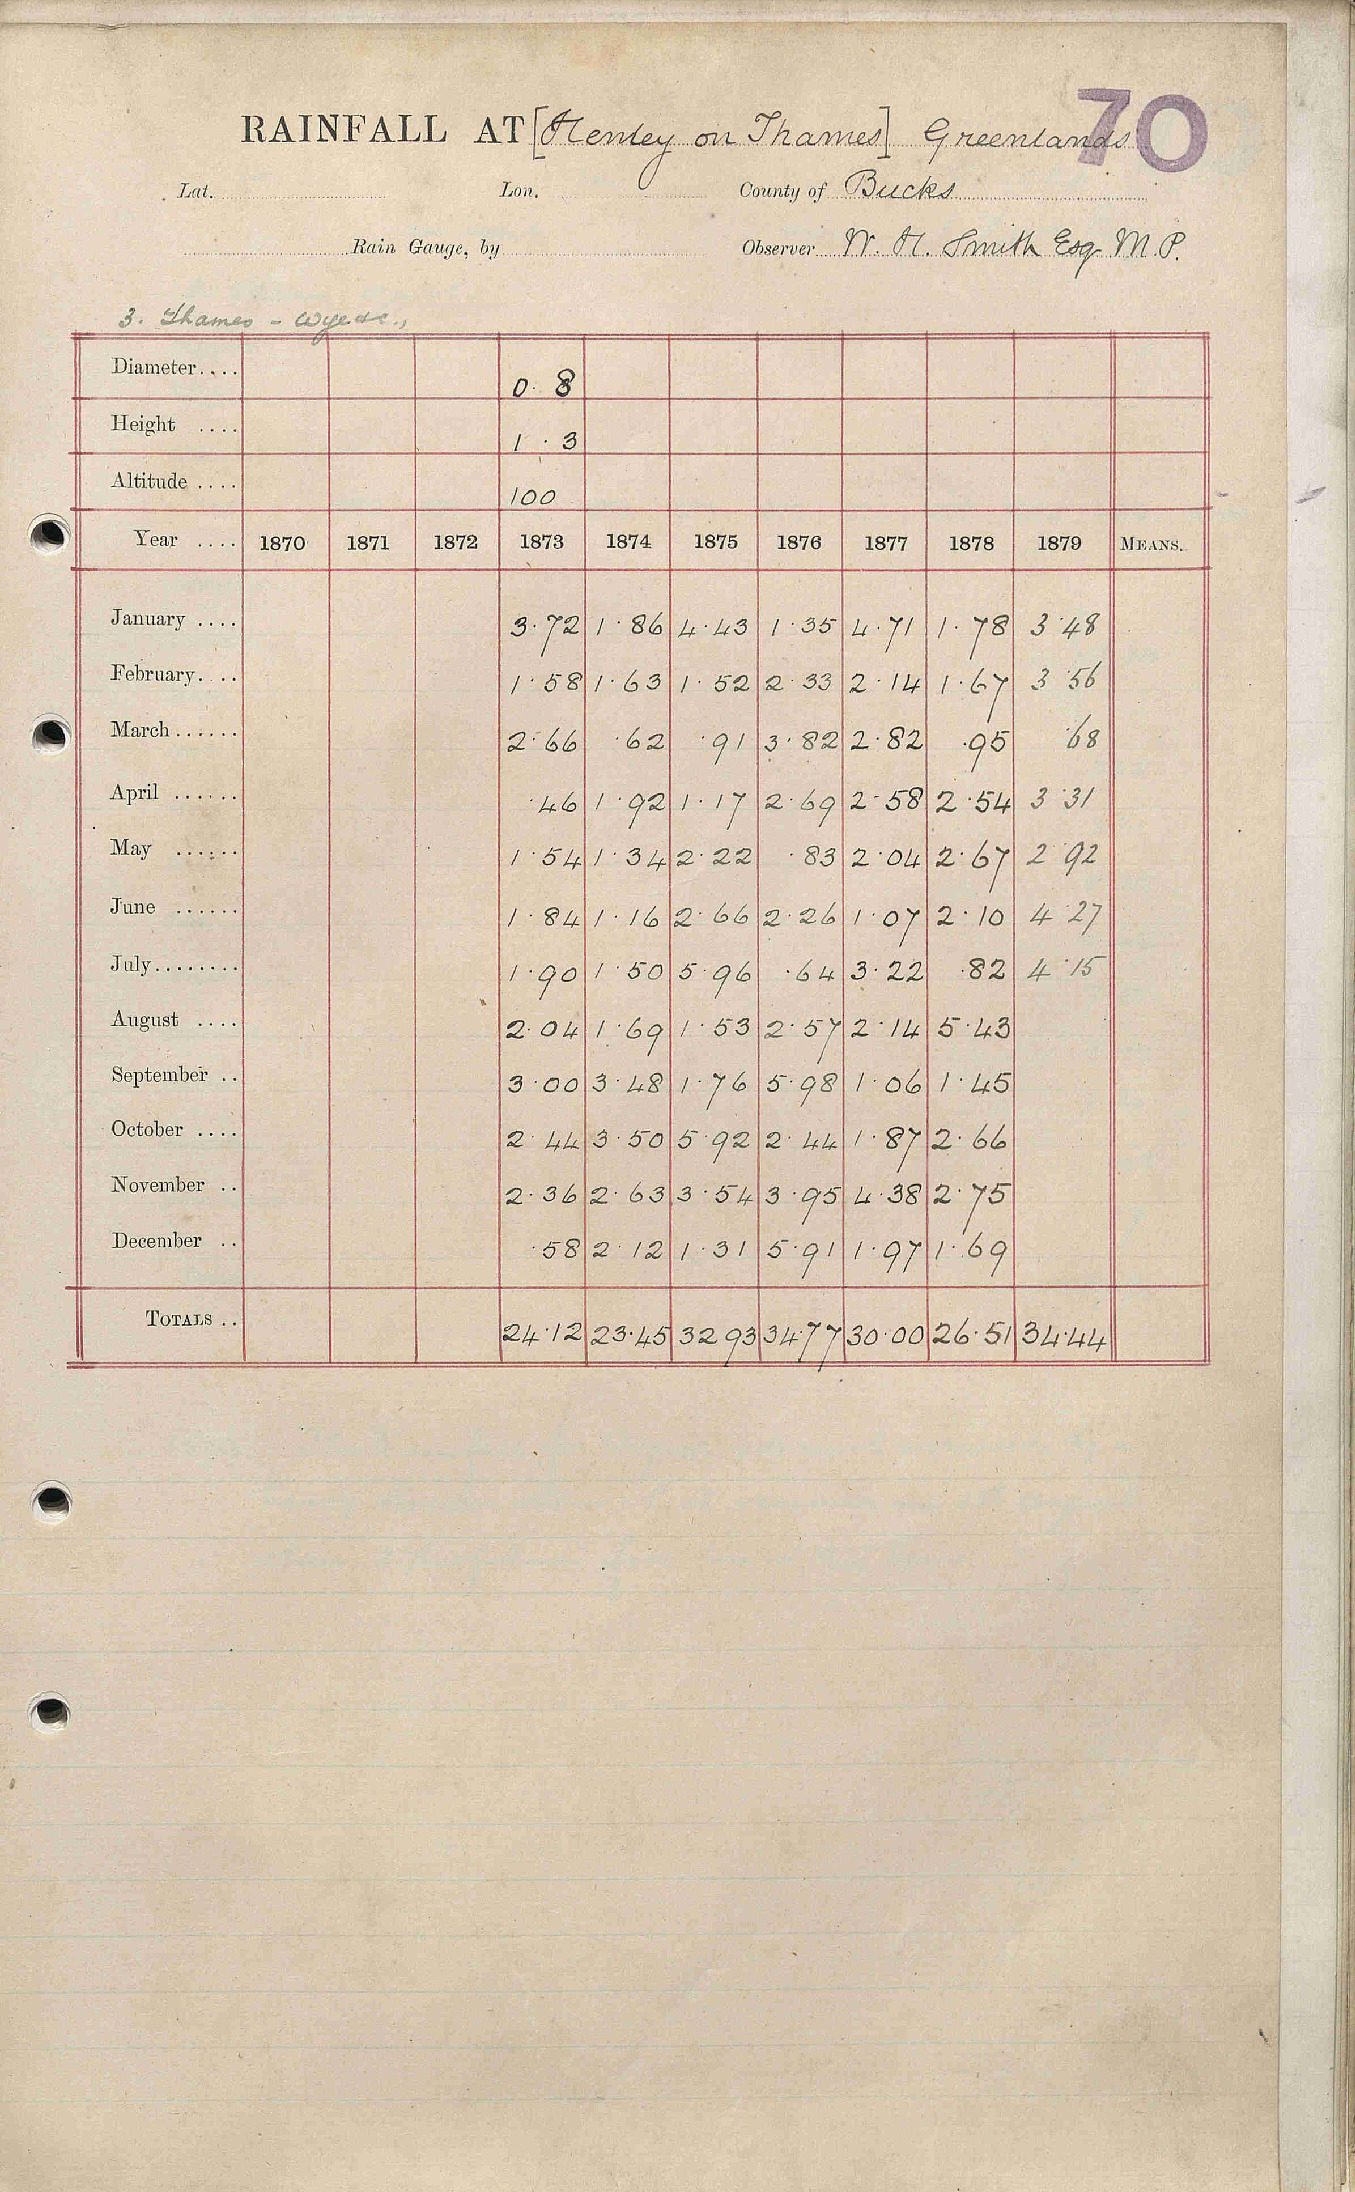 70
RAINFALL AT [Henley on Thames] Greenlands
Lat. Lon. County of Bucks
Rain Gauge, by Observer W. H. Smith Esq M.P.
3. Thames - Wye &c.,
Diameter.... 0· 8
Height .... 1 · 3
Altitude .... 100
Year .... 1870 1871 1872 1873 1874 1875 1876 1877 1878 1879 MEANS.
January .... 3·72 1·86 4·43 1·35 4·71 1·78 3·48
February.... 1·58 1·63 1·52 2·33 2·14 1·67 3·56
March...... 2·66 ·62 ·91 3·82 2·82 ·95 ·68
April ...... ·46 1·92 1·17 2·69 2·58 2·54 3·31
May ...... 1·54 1·34 2·22 ·83 2·04 2·67 2·92
June ...... 1·84 1·16 2·66 2·26 1·07 2·10 4·27
July........ 1·90 1·50 5·96 ·64 3·22 ·82 4·15
August .... 2·04 1·69 1·53 2·57 2·14 5·43
September .. 3·00 3·48 1·76 5·98 1·06 1·45
October .... 2·44 3·50 5·92 2·44 1·87 2·66
November .. 2·36 2·63 3·54 3·95 4·38 2·75
December .. ·58 2·12 1·31 5·91 1·97 1·69
TOTALS .. 24·12 23·45 32 93 34·77 30·00 26·51 34·44